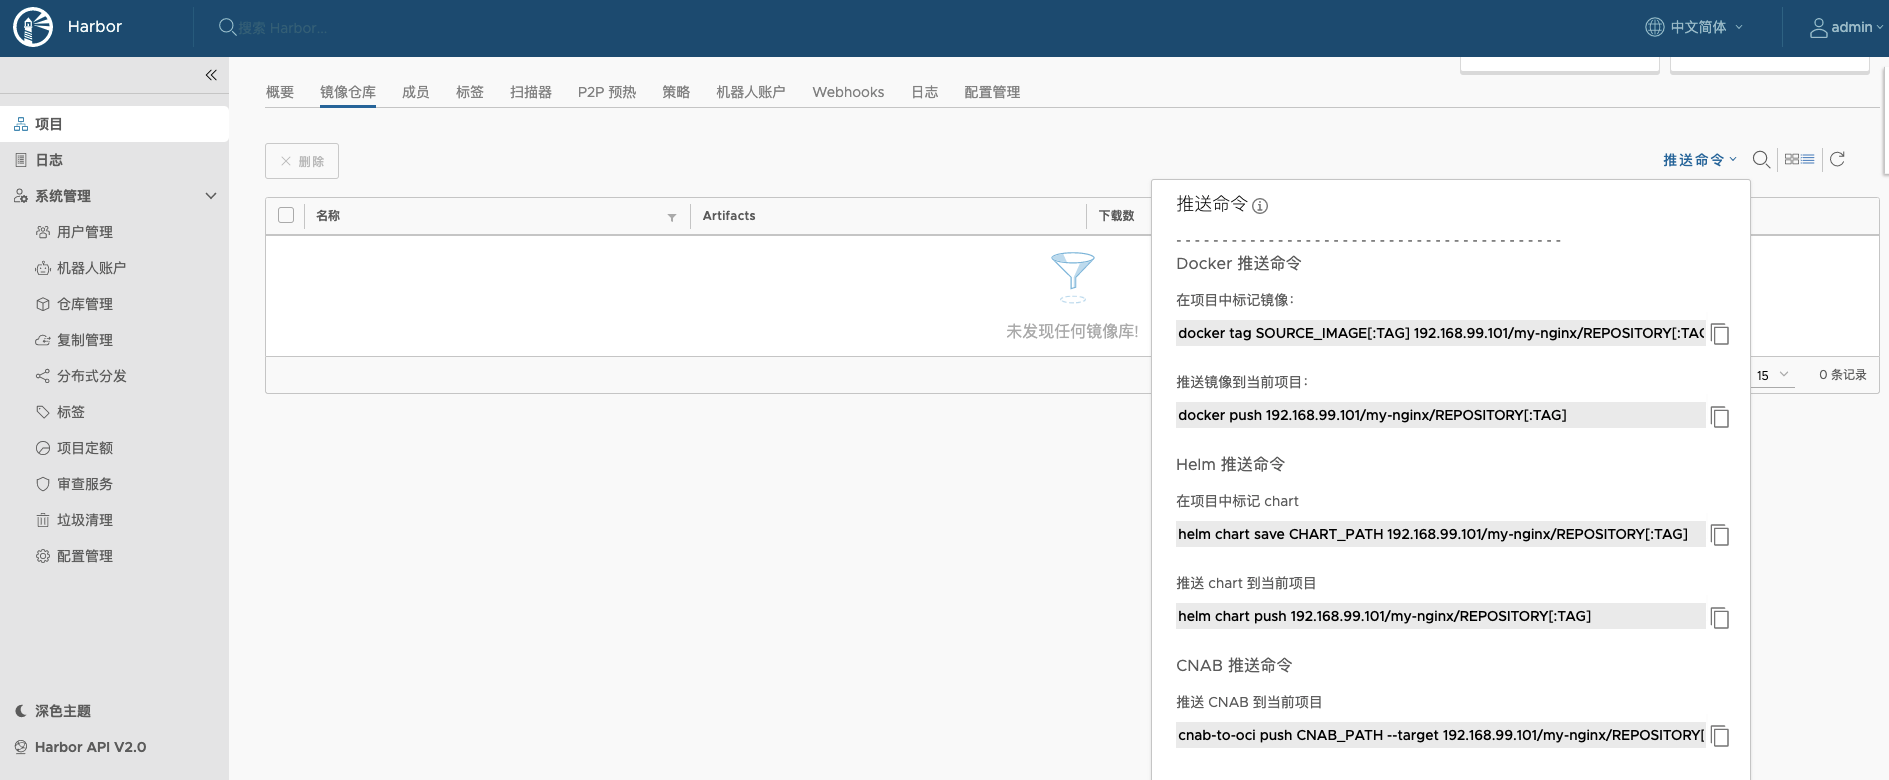 Harbor
搜索 Harbor...
中文简体
admin
项目
日志
系统管理
用户管理
机器人账户
仓库管理
复制管理
分布式分发
标签
项目定额
审查服务
垃圾清理
配置管理
深色主题
Harbor API V2.0
概要 镜像仓库 成员 标签 扫描器 P2P 预热 策略 机器人账户 Webhooks 日志 配置管理
删除
推送命令
名称 Artifacts 下载数
未发现任何镜像库!
15 0 条记录
推送命令
----------------------------------------
Docker 推送命令
在项目中标记镜像：
docker tag SOURCE_IMAGE[:TAG] 192.168.99.101/my-nginx/REPOSITORY[:TAG
推送镜像到当前项目：
docker push 192.168.99.101/my-nginx/REPOSITORY[:TAG]
Helm 推送命令
在项目中标记 chart
helm chart save CHART_PATH 192.168.99.101/my-nginx/REPOSITORY[:TAG]
推送 chart 到当前项目
helm chart push 192.168.99.101/my-nginx/REPOSITORY[:TAG]
CNAB 推送命令
推送 CNAB 到当前项目
cnab-to-oci push CNAB_PATH --target 192.168.99.101/my-nginx/REPOSITORY[